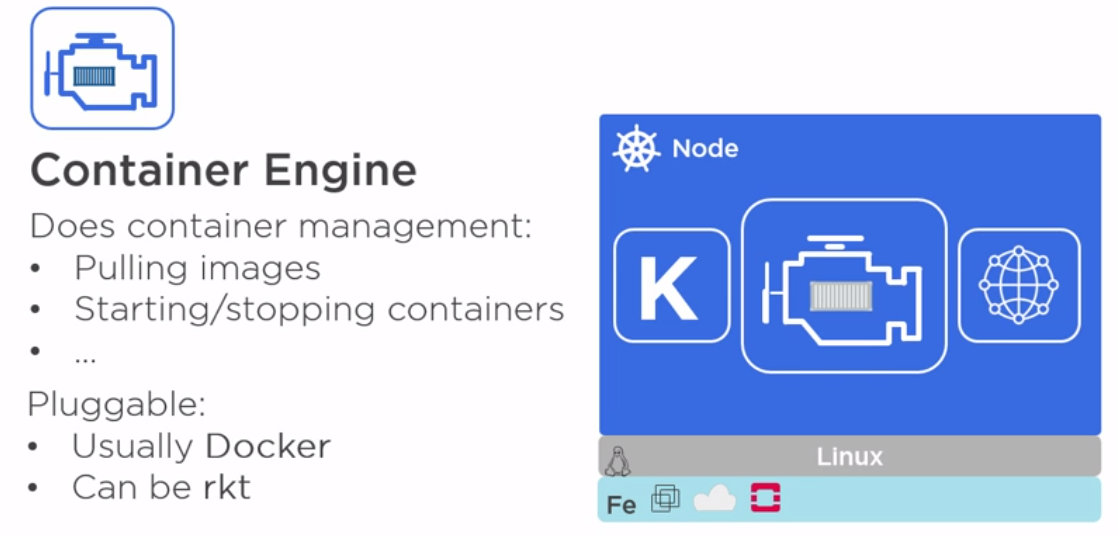 Container Engine
Does container management:
• Pulling images
• Starting/stopping containers
• ...
Pluggable:
• Usually Docker
• Can be rkt
Node
K
Linux
Fe